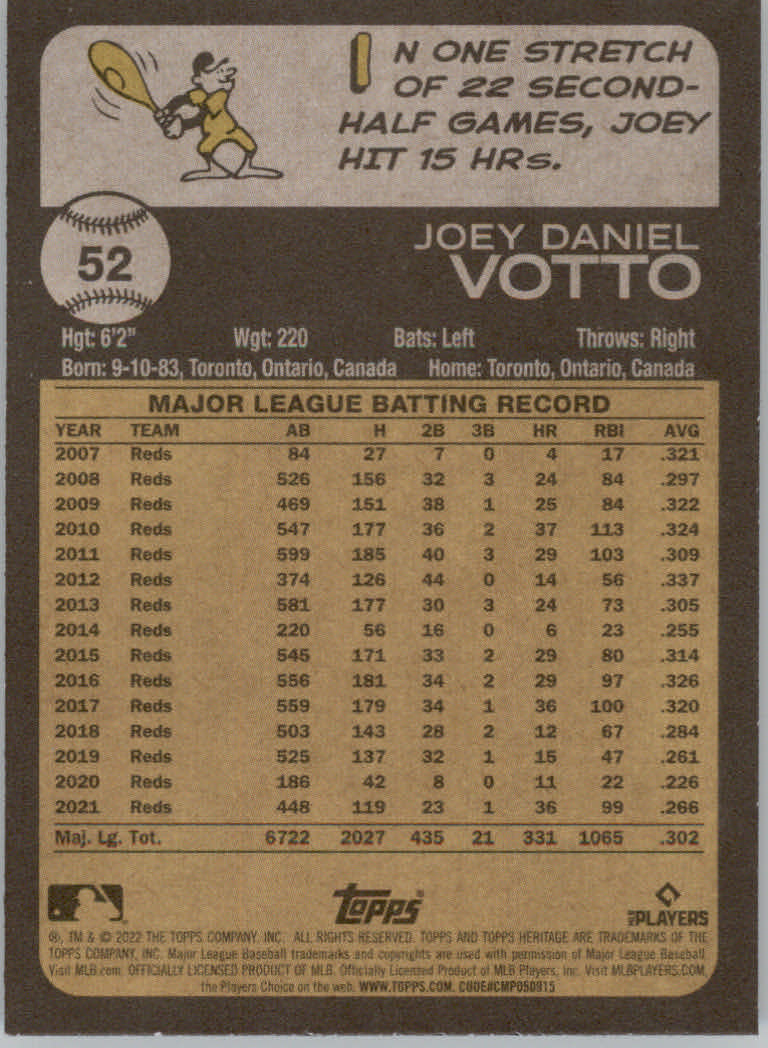 IN ONE STRETCH
OF 22 SECOND-
HALF GAMES, JOEY
HIT 15 HRs.
52
JOEY DANIEL
VOTTO
Hgt: 6'2" Wgt: 220 Bats: Left Throws: Right
Born: 9-10-83, Toronto, Ontario, Canada Home: Toronto, Ontario, Canada
MAJOR LEAGUE BATTING RECORD
YEAR TEAM AB H 2B 3B HR RBI AVG
2007 Reds 84 27 7 0 4 17 .321
2008 Reds 526 156 32 3 24 84 .297
2009 Reds 469 151 38 1 25 84 .322
2010 Reds 547 177 36 2 37 113 .324
2011 Reds 599 185 40 3 29 103 .309
2012 Reds 374 126 44 0 14 56 .337
2013 Reds 581 177 30 3 24 73 .305
2014 Reds 220 56 16 0 6 23 .255
2015 Reds 545 171 33 2 29 80 .314
2016 Reds 556 181 34 2 29 97 .326
2017 Reds 559 179 34 1 36 100 .320
2018 Reds 503 143 28 2 12 67 .284
2019 Reds 525 137 32 1 15 47 .261
2020 Reds 186 42 8 0 11 22 .226
2021 Reds 448 119 23 1 36 99 .266
Maj. Lg. Tot. 6722 2027 435 21 331 1065 .302
Topps® MLB PLAYERS
®, TM & © 2022 THE TOPPS COMPANY, INC. ALL RIGHTS RESERVED. TOPPS AND TOPPS HERITAGE ARE TRADEMARKS OF THE
TOPPS COMPANY, INC. Major League Baseball trademarks and copyrights are used with permission of Major League Baseball.
Visit MLB.com. OFFICIALLY LICENSED PRODUCT OF MLB. Officially Licensed Product of MLB Players, Inc. Visit MLBPLAYERS.COM,
the Players Choice on the web. WWW.TOPPS.COM. CODE#CMP050915